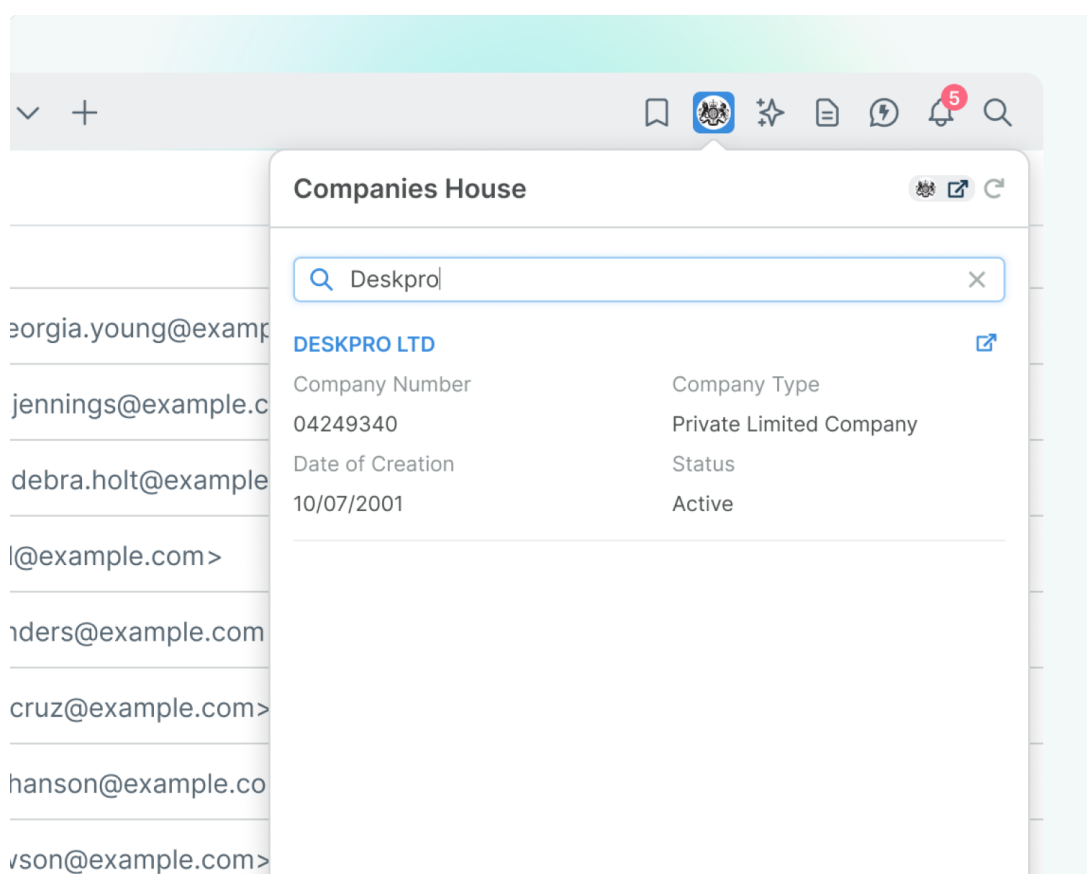 5
Companies House
Deskpro
DESKPRO LTD
Company Number Company Type
04249340 Private Limited Company
Date of Creation Status
10/07/2001 Active
eorgia.young@examp
jennings@example.c
debra.holt@example
l@example.com>
nders@example.com
cruz@example.com>
hanson@example.co
wson@example.com>